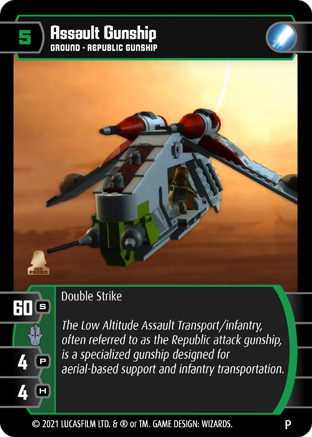 5
Assault Gunship
GROUND - REPUBLIC GUNSHIP
60 S
4 P
4 H
Double Strike
The Low Altitude Assault Transport/infantry,
often referred to as the Republic attack gunship,
is a specialized gunship designed for
aerial-based support and infantry transportation.
© 2021 LUCASFILM LTD. & ® or TM. GAME DESIGN: WIZARDS.
P